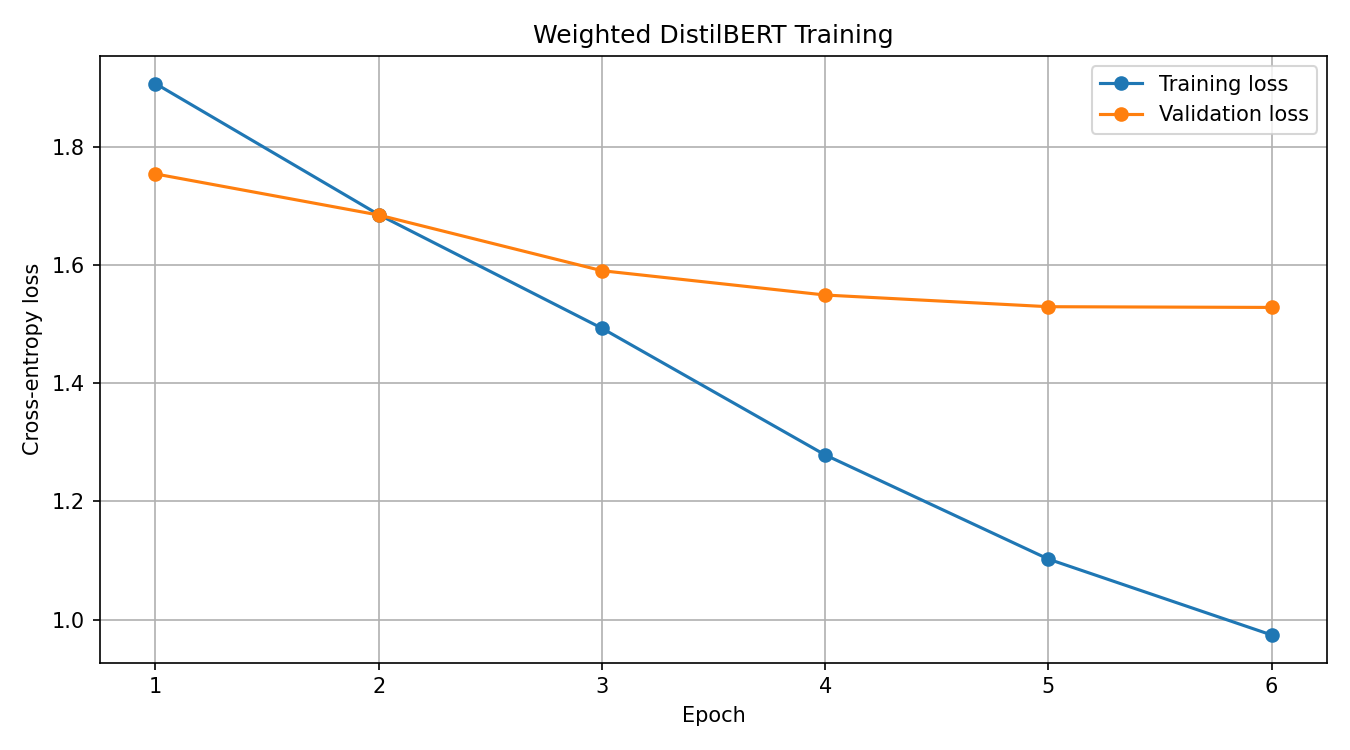 Weighted DistilBERT Training
Training loss
Validation loss
Cross-entropy loss
1.8
1.6
1.4
1.2
1.0
1 2 3 4 5 6
Epoch